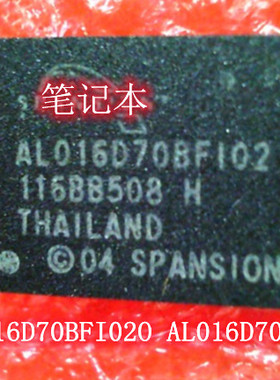 笔记本
AL016D70BFI02
116BB508 H
THAILAND
©04 SPANSION
16D70BFI020 AL016D70